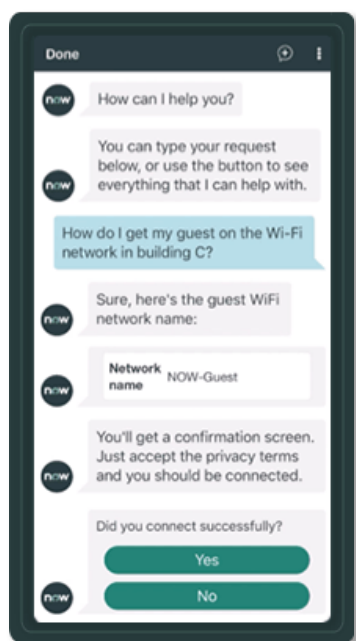 Done
now
How can I help you?
You can type your request
below, or use the button to see
everything that I can help with.
now
How do I get my guest on the Wi-Fi
network in building C?
Sure, here's the guest WiFi
network name:
now
Network
name
NOW-Guest
now
You'll get a confirmation screen.
Just accept the privacy terms
and you should be connected.
now
Did you connect successfully?
Yes
No
now